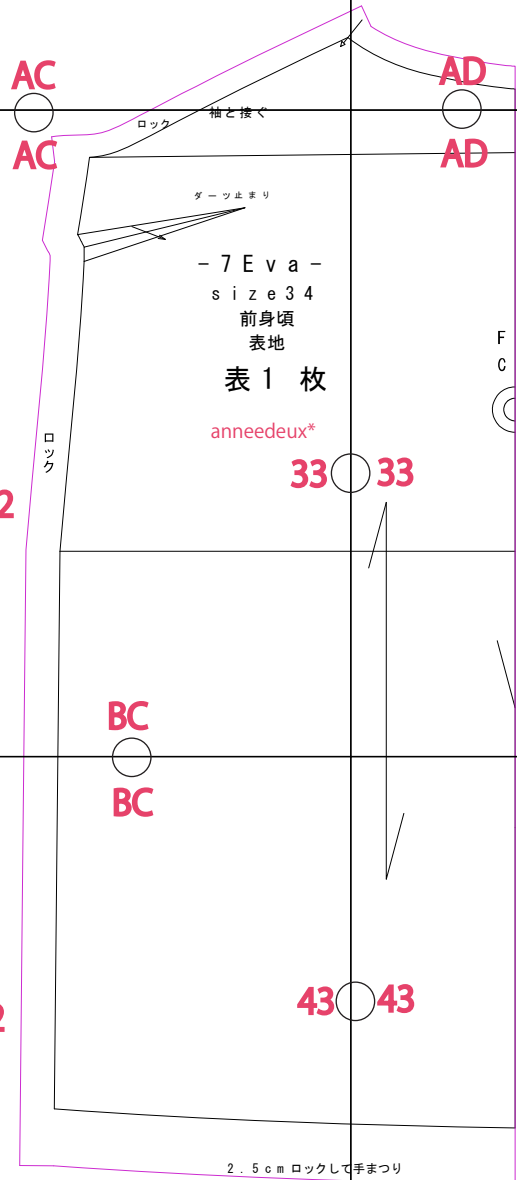 AC
AD
ロック
袖と接ぐ
AC
AD
ダーツ止まり
-7Eva-
size34
前身頃
表地
表1 枚
F
C
anneedeux*
ロック
33 33
2
BC
BC
43 43
2
2.5cmロックして手まつり